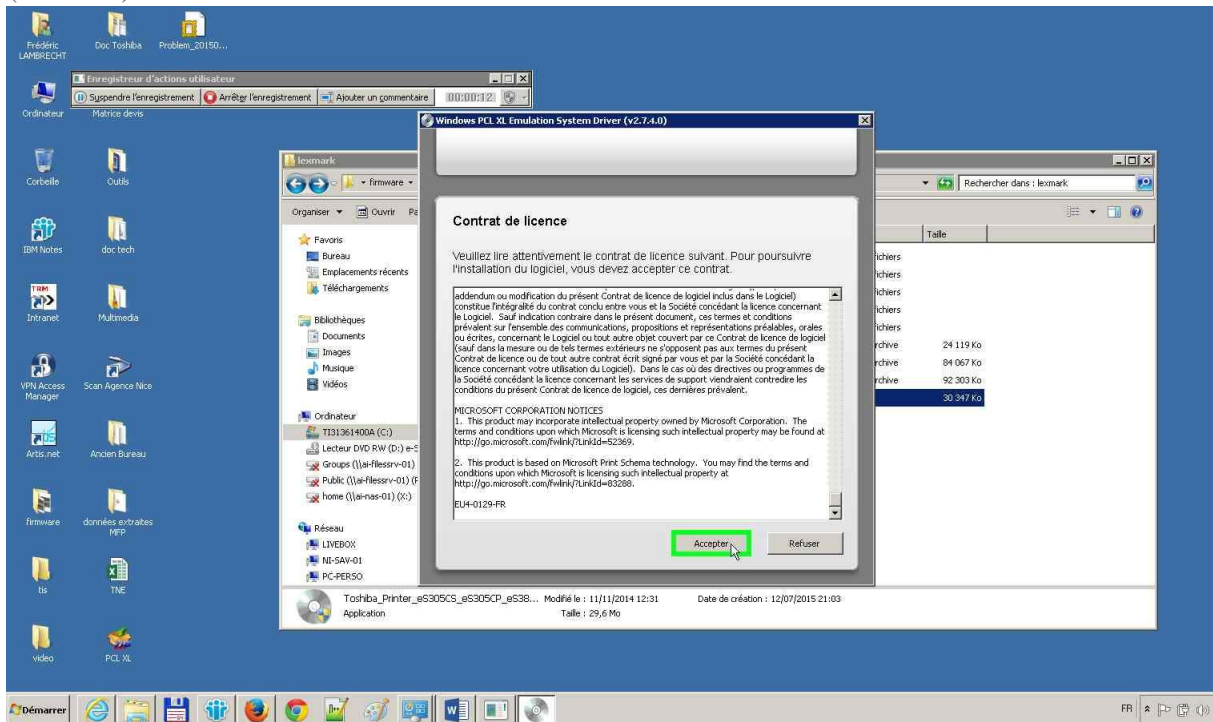 Frédéric LAMBRECHT
Doc Toshiba
Problem_20150...
Enregistreur d'actions utilisateur
Suspendre l'enregistrement
Arrêter l'enregistrement
Ajouter un commentaire
00:00:12
Ordinateur
Matrice devis
Windows PCL XL Emulation System Driver (v2.7.4.0)
Corbeille
Outils
lexmark
firmware
Rechercher dans : lexmark
Organiser
Ouvrir
Pa
Contrat de licence
Taille
IBM Notes
doc tech
Favoris
Bureau
Emplacements récents
Téléchargements
Veuillez lire attentivement le contrat de licence suivant. Pour poursuivre
l'installation du logiciel, vous devez accepter ce contrat.
ichiers
ichiers
ichiers
ichiers
ichiers
rchive 24 119 Ko
rchive 84 067 Ko
rchive 92 303 Ko
30 347 Ko
TRM
Intranet
Multimedia
addendum ou modification du présent Contrat de licence de logiciel inclus dans le Logiciel)
constitue l'intégralité du contrat conclu entre vous et la Société concédant la licence concernant
le Logiciel. Sauf indication contraire dans le présent document, ces termes et conditions
prévalent sur l'ensemble des communications, propositions et représentations préalables, orales
ou écrites, concernant le Logiciel ou tout autre objet couvert par ce Contrat de licence de logiciel
(sauf dans la mesure ou de tels termes extérieurs ne s'opposent pas aux termes du présent
Contrat de licence ou de tout autre contrat écrit signé par vous et par la Société concédant la
licence concernant votre utilisation du Logiciel). Dans le cas où des directives ou programmes de
la Société concédant la licence concernant les services de support viendraient contredire les
conditions du présent Contrat de licence de logiciel, ces dernières prévalent.
MICROSOFT CORPORATION NOTICES
1. This product may incorporate intellectual property owned by Microsoft Corporation. The
terms and conditions upon which Microsoft is licensing such intellectual property may be found at
http://go.microsoft.com/fwlink/?LinkId=52369.
2. This product is based on Microsoft Print Schema technology. You may find the terms and
conditions upon which Microsoft is licensing such intellectual property at
http://go.microsoft.com/fwlink/?LinkId=83288.
EU4-0129-FR
Accepter
Refuser
Bibliothèques
Documents
Images
Musique
Vidéos
Ordinateur
TI31361400A (C:)
Lecteur DVD RW (D:) e-S
Groups (\\ai-filessrv-01)
Public (\\ai-filessrv-01) (F
home (\\ai-nas-01) (X:)
Réseau
LIVEBOX
NI-SAV-01
PC-PERSO
VPN Access Manager
Scan Agence Nice
Artis.net
Ancien Bureau
firmware
données extraites MFP
tis
TNE
Toshiba_Printer_eS305CS_eS305CP_eS38... Modifié le : 11/11/2014 12:31 Date de création : 12/07/2015 21:03
Application Taille : 29,6 Mo
video
PCL XL
Démarrer
FR